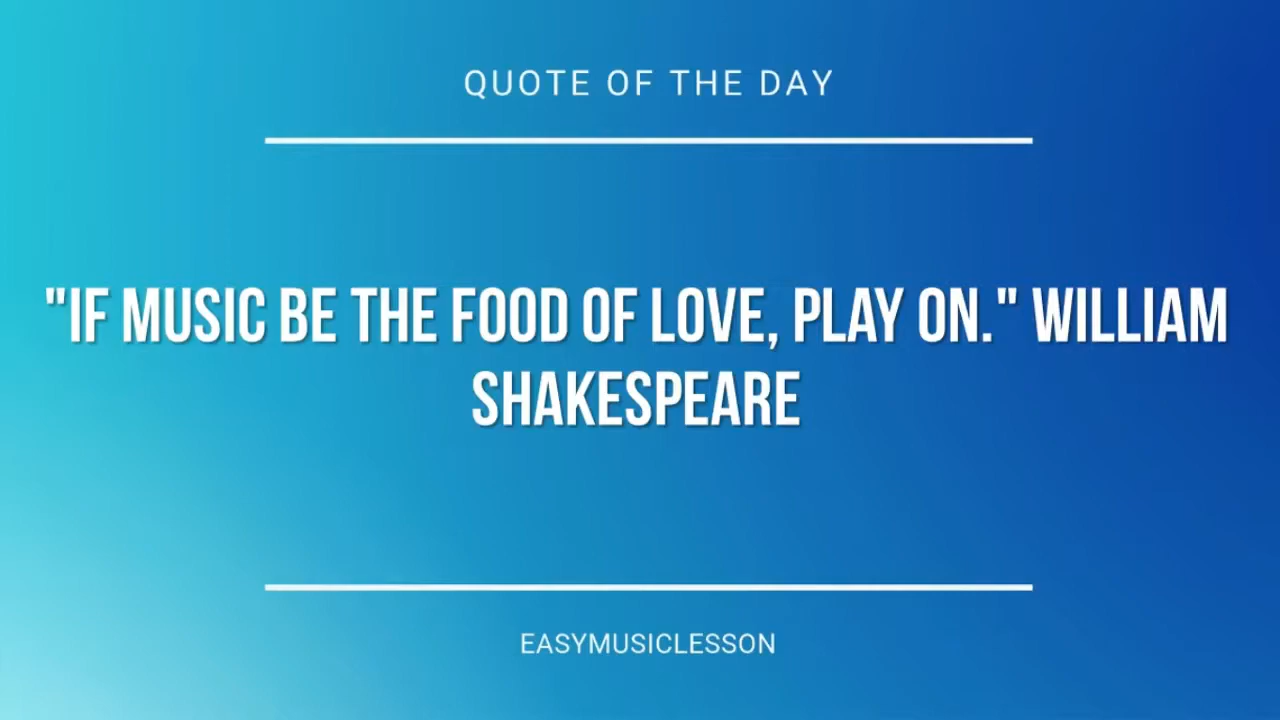 QUOTE OF THE DAY
"IF MUSIC BE THE FOOD OF LOVE, PLAY ON." WILLIAM
SHAKESPEARE
EASYMUSICLESSON